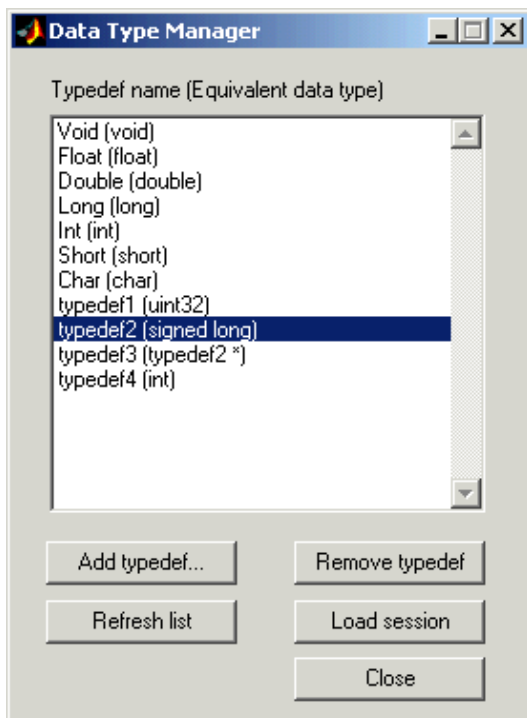 Data Type Manager
Typedef name (Equivalent data type)
Void (void)
Float (float)
Double (double)
Long (long)
Int (int)
Short (short)
Char (char)
typedef1 (uint32)
typedef2 (signed long)
typedef3 (typedef2 *)
typedef4 (int)
Add typedef...
Remove typedef
Refresh list
Load session
Close